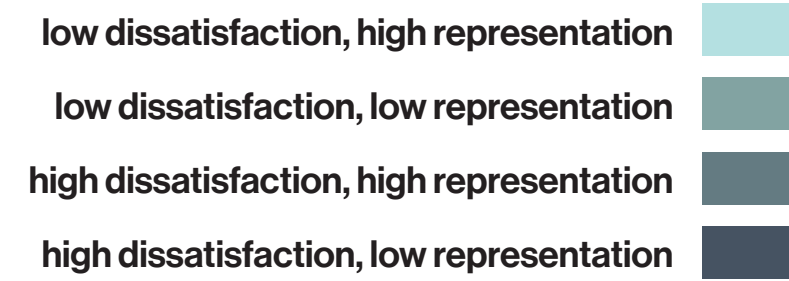 low dissatisfaction, high representation
low dissatisfaction, low representation
high dissatisfaction, high representation
high dissatisfaction, low representation